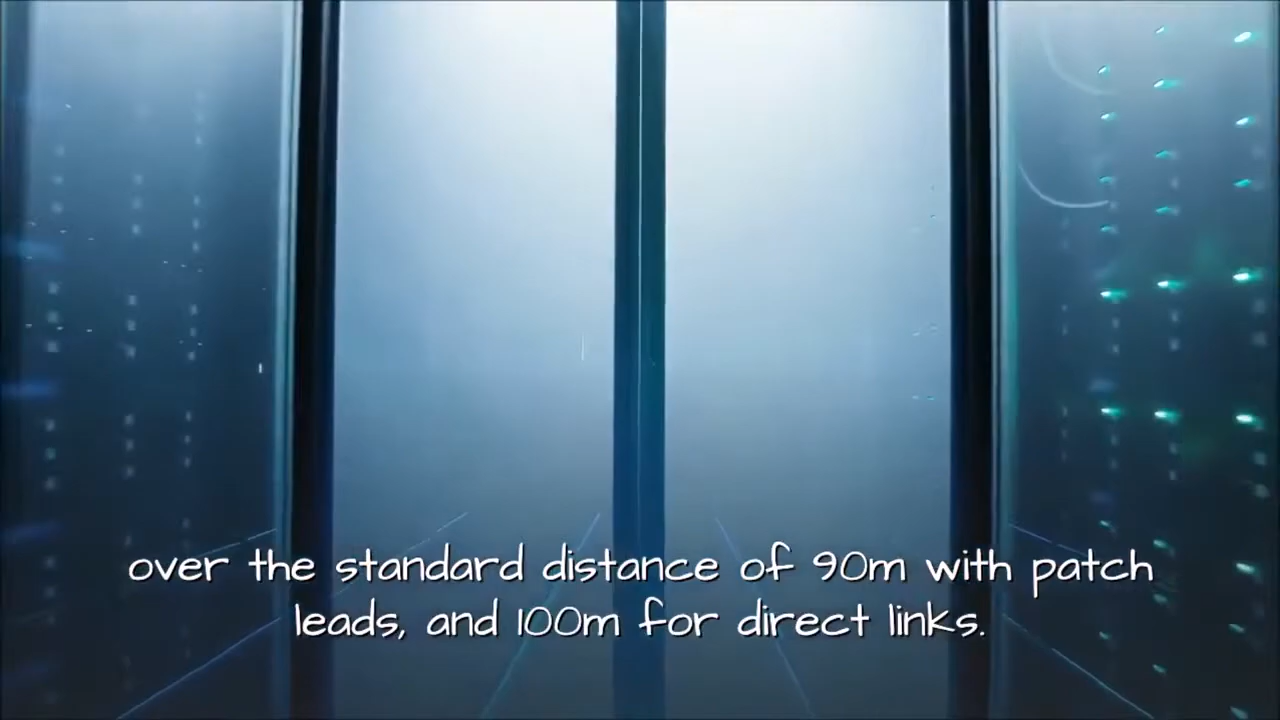 over the standard distance of 90m with patch
leads, and 100m for direct links.